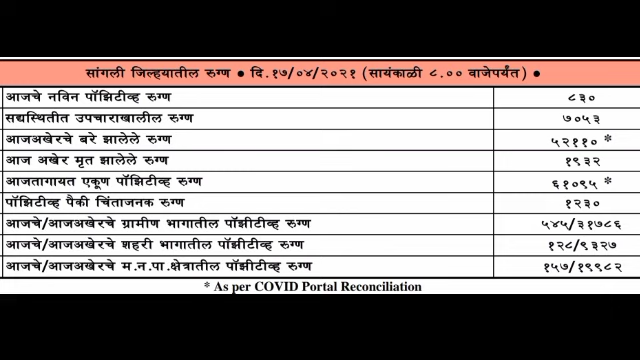 सांगली जिल्हयातील रुग्ण ● दि.१७/०४/२०२१ (सायंकाळी ८.०० वाजेपर्यंत) ●
आजचे नविन पॉझिटीव्ह रुग्ण ८३०
सद्यस्थितीत उपचाराखालील रुग्ण ७०५३
आजअखेरचे बरे झालेले रुग्ण ५२११० *
आज अखेर मृत झालेले रुग्ण १९३२
आजतागायत एकूण पॉझिटीव्ह रुग्ण ६१०९५ *
पॉझिटीव्ह पैकी चिंताजनक रुग्ण १२३०
आजचे/आजअखेरचे ग्रामीण भागातील पॉझीटीव्ह रुग्ण ५४५/३१७८६
आजचे/आजअखेरचे शहरी भागातील पॉझीटीव्ह रुग्ण १२८/९३२७
आजचे/आजअखेरचे म.न.पा.क्षेत्रातील पॉझीटीव्ह रुग्ण १५७/१९९८२
* As per COVID Portal Reconciliation